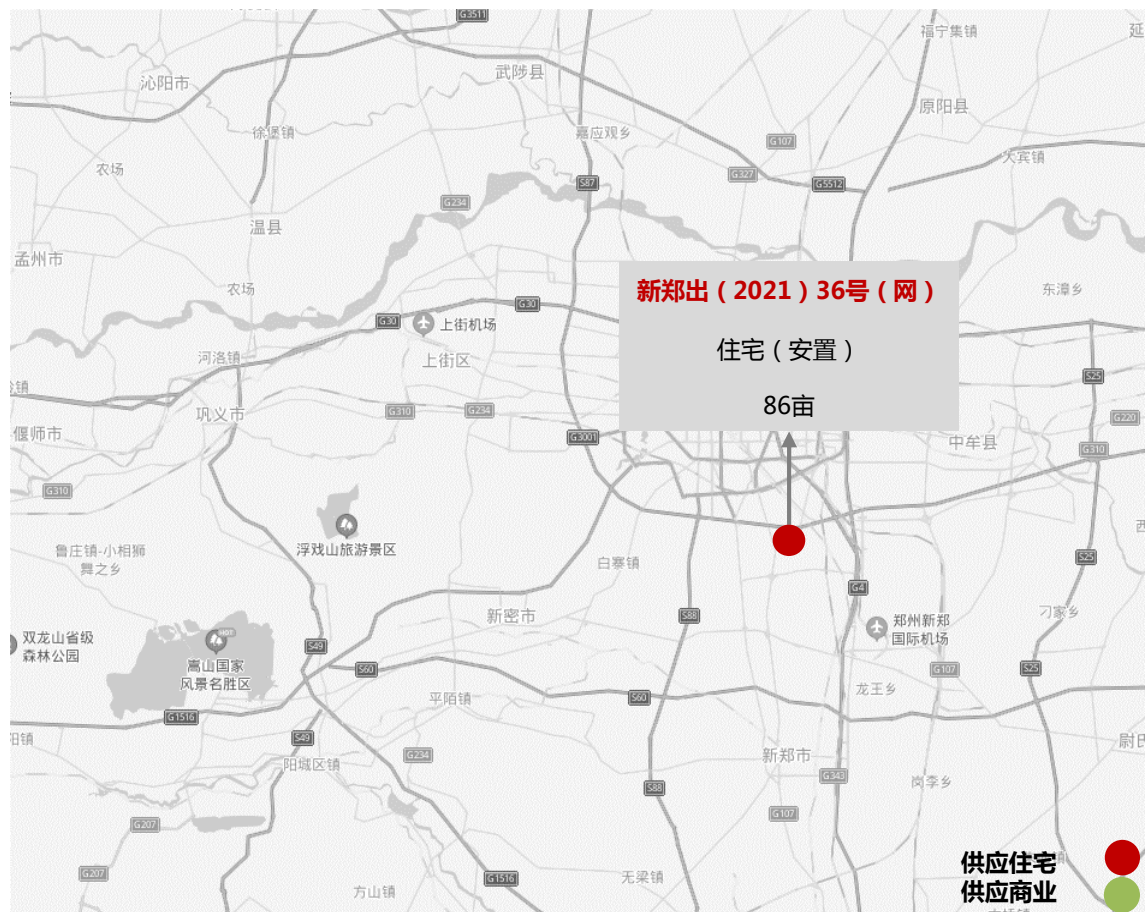 G3511
福宁集镇
武陟县
沁阳市
原阳县
徐堡镇
嘉应观乡
G107
大宾镇
农场
G327
S87
G5512
G234
温县
孟州市
农场
东漳乡
新郑出（2021）36号（网）
住宅（安置）
86亩
G30
G30
上街机场
河洛镇
上街区
S25
G310
G234
巩义市
G220
偃师市
G3001
中牟县
G310
G310
浮戏山旅游景区
鲁庄镇-小相狮
舞之乡
白寨镇
S25
G4
新密市
S88
刁家乡
郑州新郑
国际机场
双龙山省级
森林公园
嵩山国家
风景名胜区
S49
S60
G107
S25
龙王乡
平陌镇
S60
G1516
S49
阳城区镇
G234
新郑市
G343
S88
岗李乡
G107
G207
G207
方山镇
G1516
无梁镇
供应住宅
供应商业